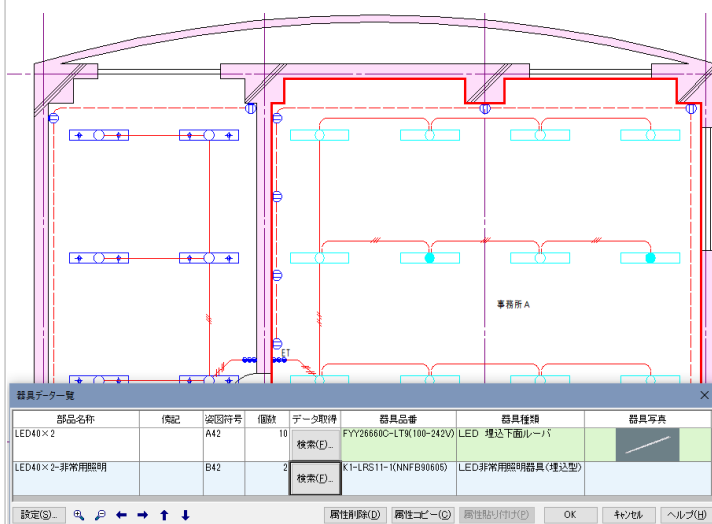 事務所A
ET
器具データ一覧
部品名称 傍記 姿図符号 個数 データ取得 器具品番 器具種類 器具写真
LED40×2 A42 10 検索(F)... FYY26660C-LT9(100-242V) LED 埋込下面ルーバ
LED40×2-非常用照明 B42 2 検索(F)... K1-LRS11-1(NNFB90605) LED非常用照明器具(埋込型)
設定(S)... 属性削除(D) 属性コピー(C) 属性貼り付け(P) OK キャンセル ヘルプ(H)